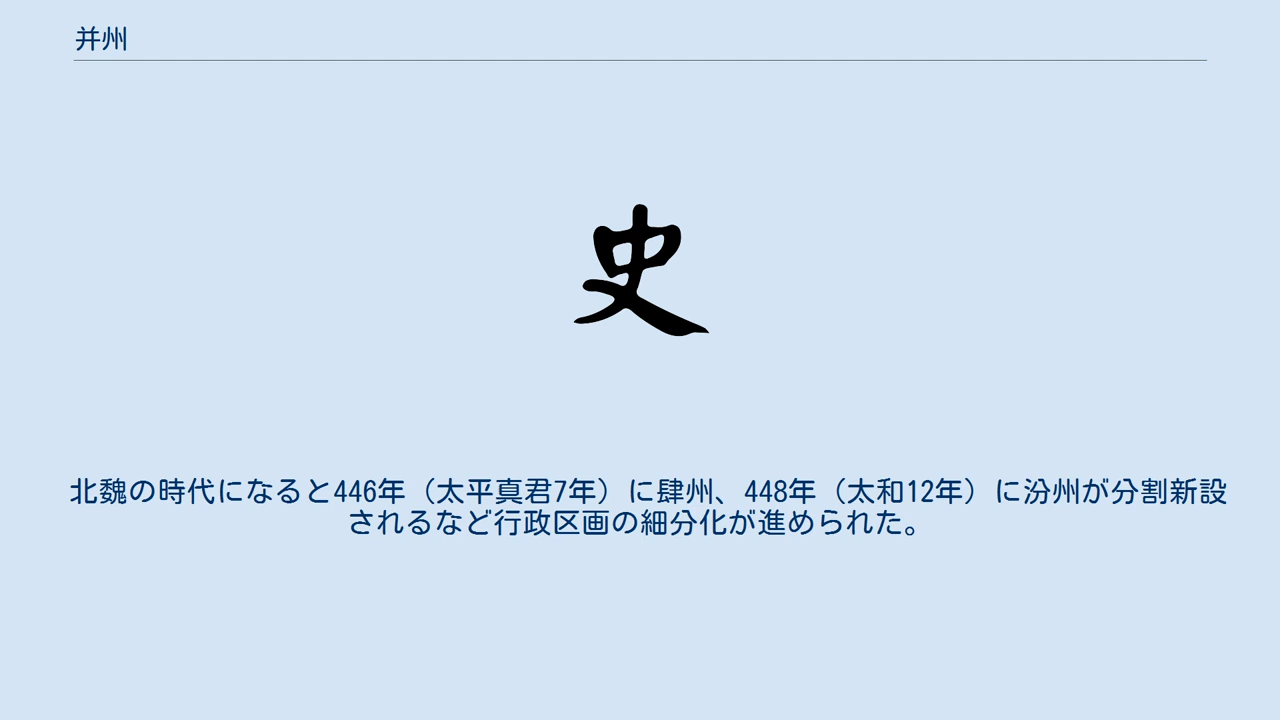 并州
史
北魏の時代になると446年（太平真君7年）に肆州、448年（太和12年）に汾州が分割新設
されるなど行政区画の細分化が進められた。